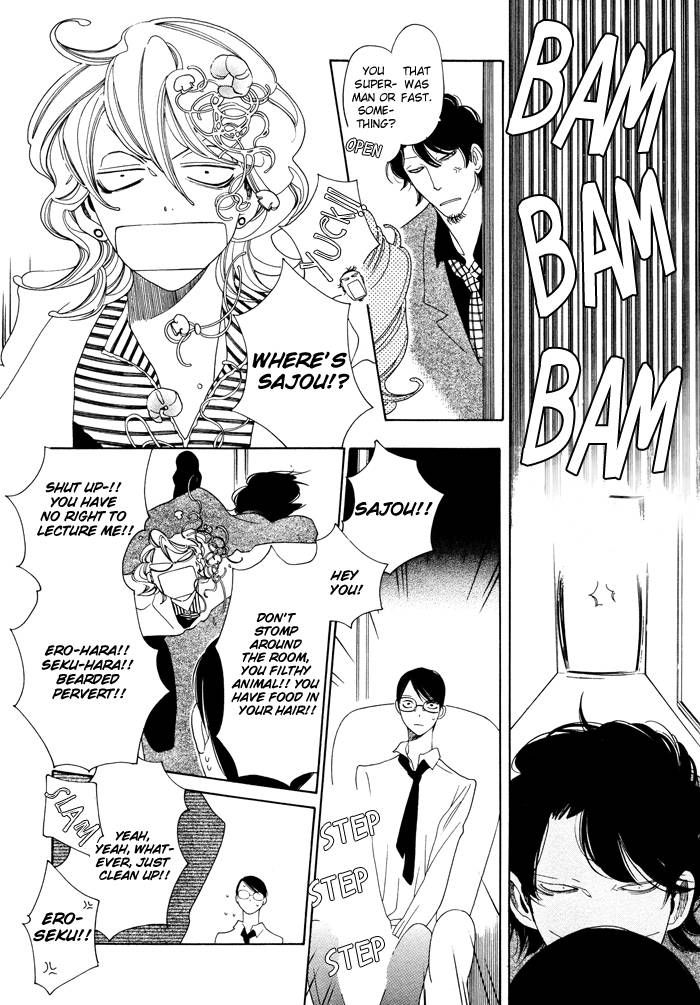 BAM
BAM
BAM
THAT
WAS
FAST.
YOU
SUPER-
MAN OR
SOME-
THING?
OPEN
YUCK!!
WHERE'S
SAJOU!?
SAJOU!!
HEY
YOU!
STEP
STEP
STEP
SHUT UP-!!
YOU HAVE
NO RIGHT TO
LECTURE ME!!
DON'T
STOMP
AROUND
THE ROOM,
YOU FILTHY
ANIMAL!! YOU
HAVE FOOD IN
YOUR HAIR!!
ERO-HARA!!
SEKU-HARA!!
BEARDED
PERVERT!!
SLAM
YEAH,
YEAH, WHAT-
EVER, JUST
CLEAN UP!!
ERO-
SEKU!!